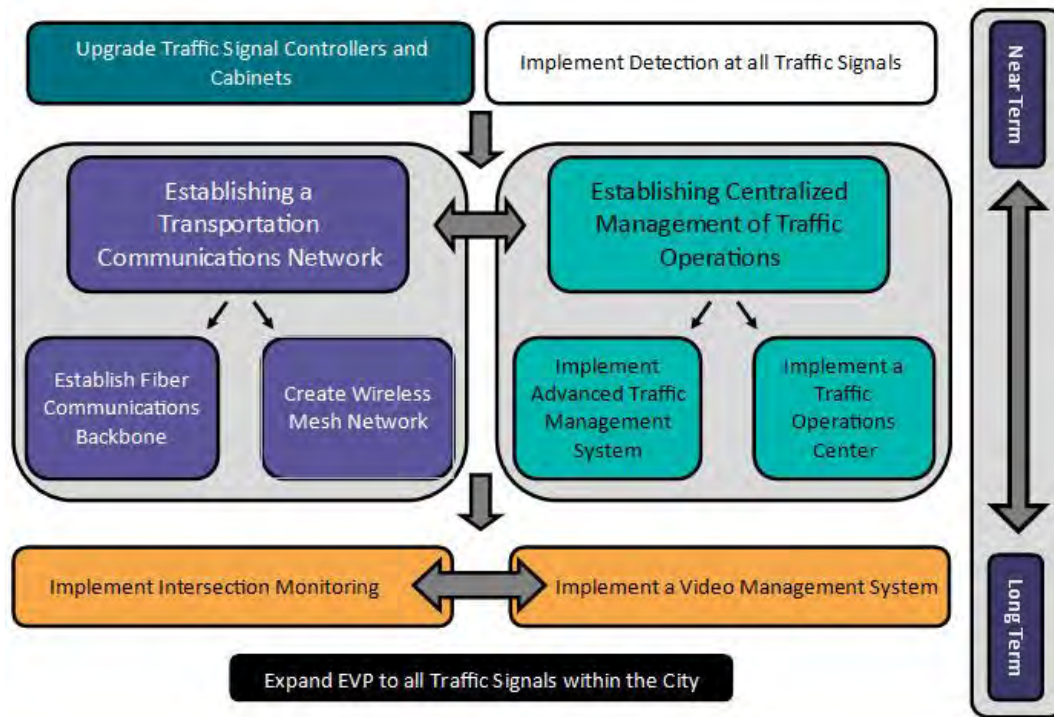 Upgrade Traffic Signal Controllers and
Cabinets
Implement Detection at all Traffic Signals
Near Term
Establishing a
Transportation
Communications Network
Establishing Centralized
Management of Traffic
Operations
Establish Fiber
Communications
Backbone
Create Wireless
Mesh Network
Implement
Advanced Traffic
Management
System
Implement a
Traffic
Operations
Center
Implement Intersection Monitoring
Implement a Video Management System
Long Term
Expand EVP to all Traffic Signals within the City